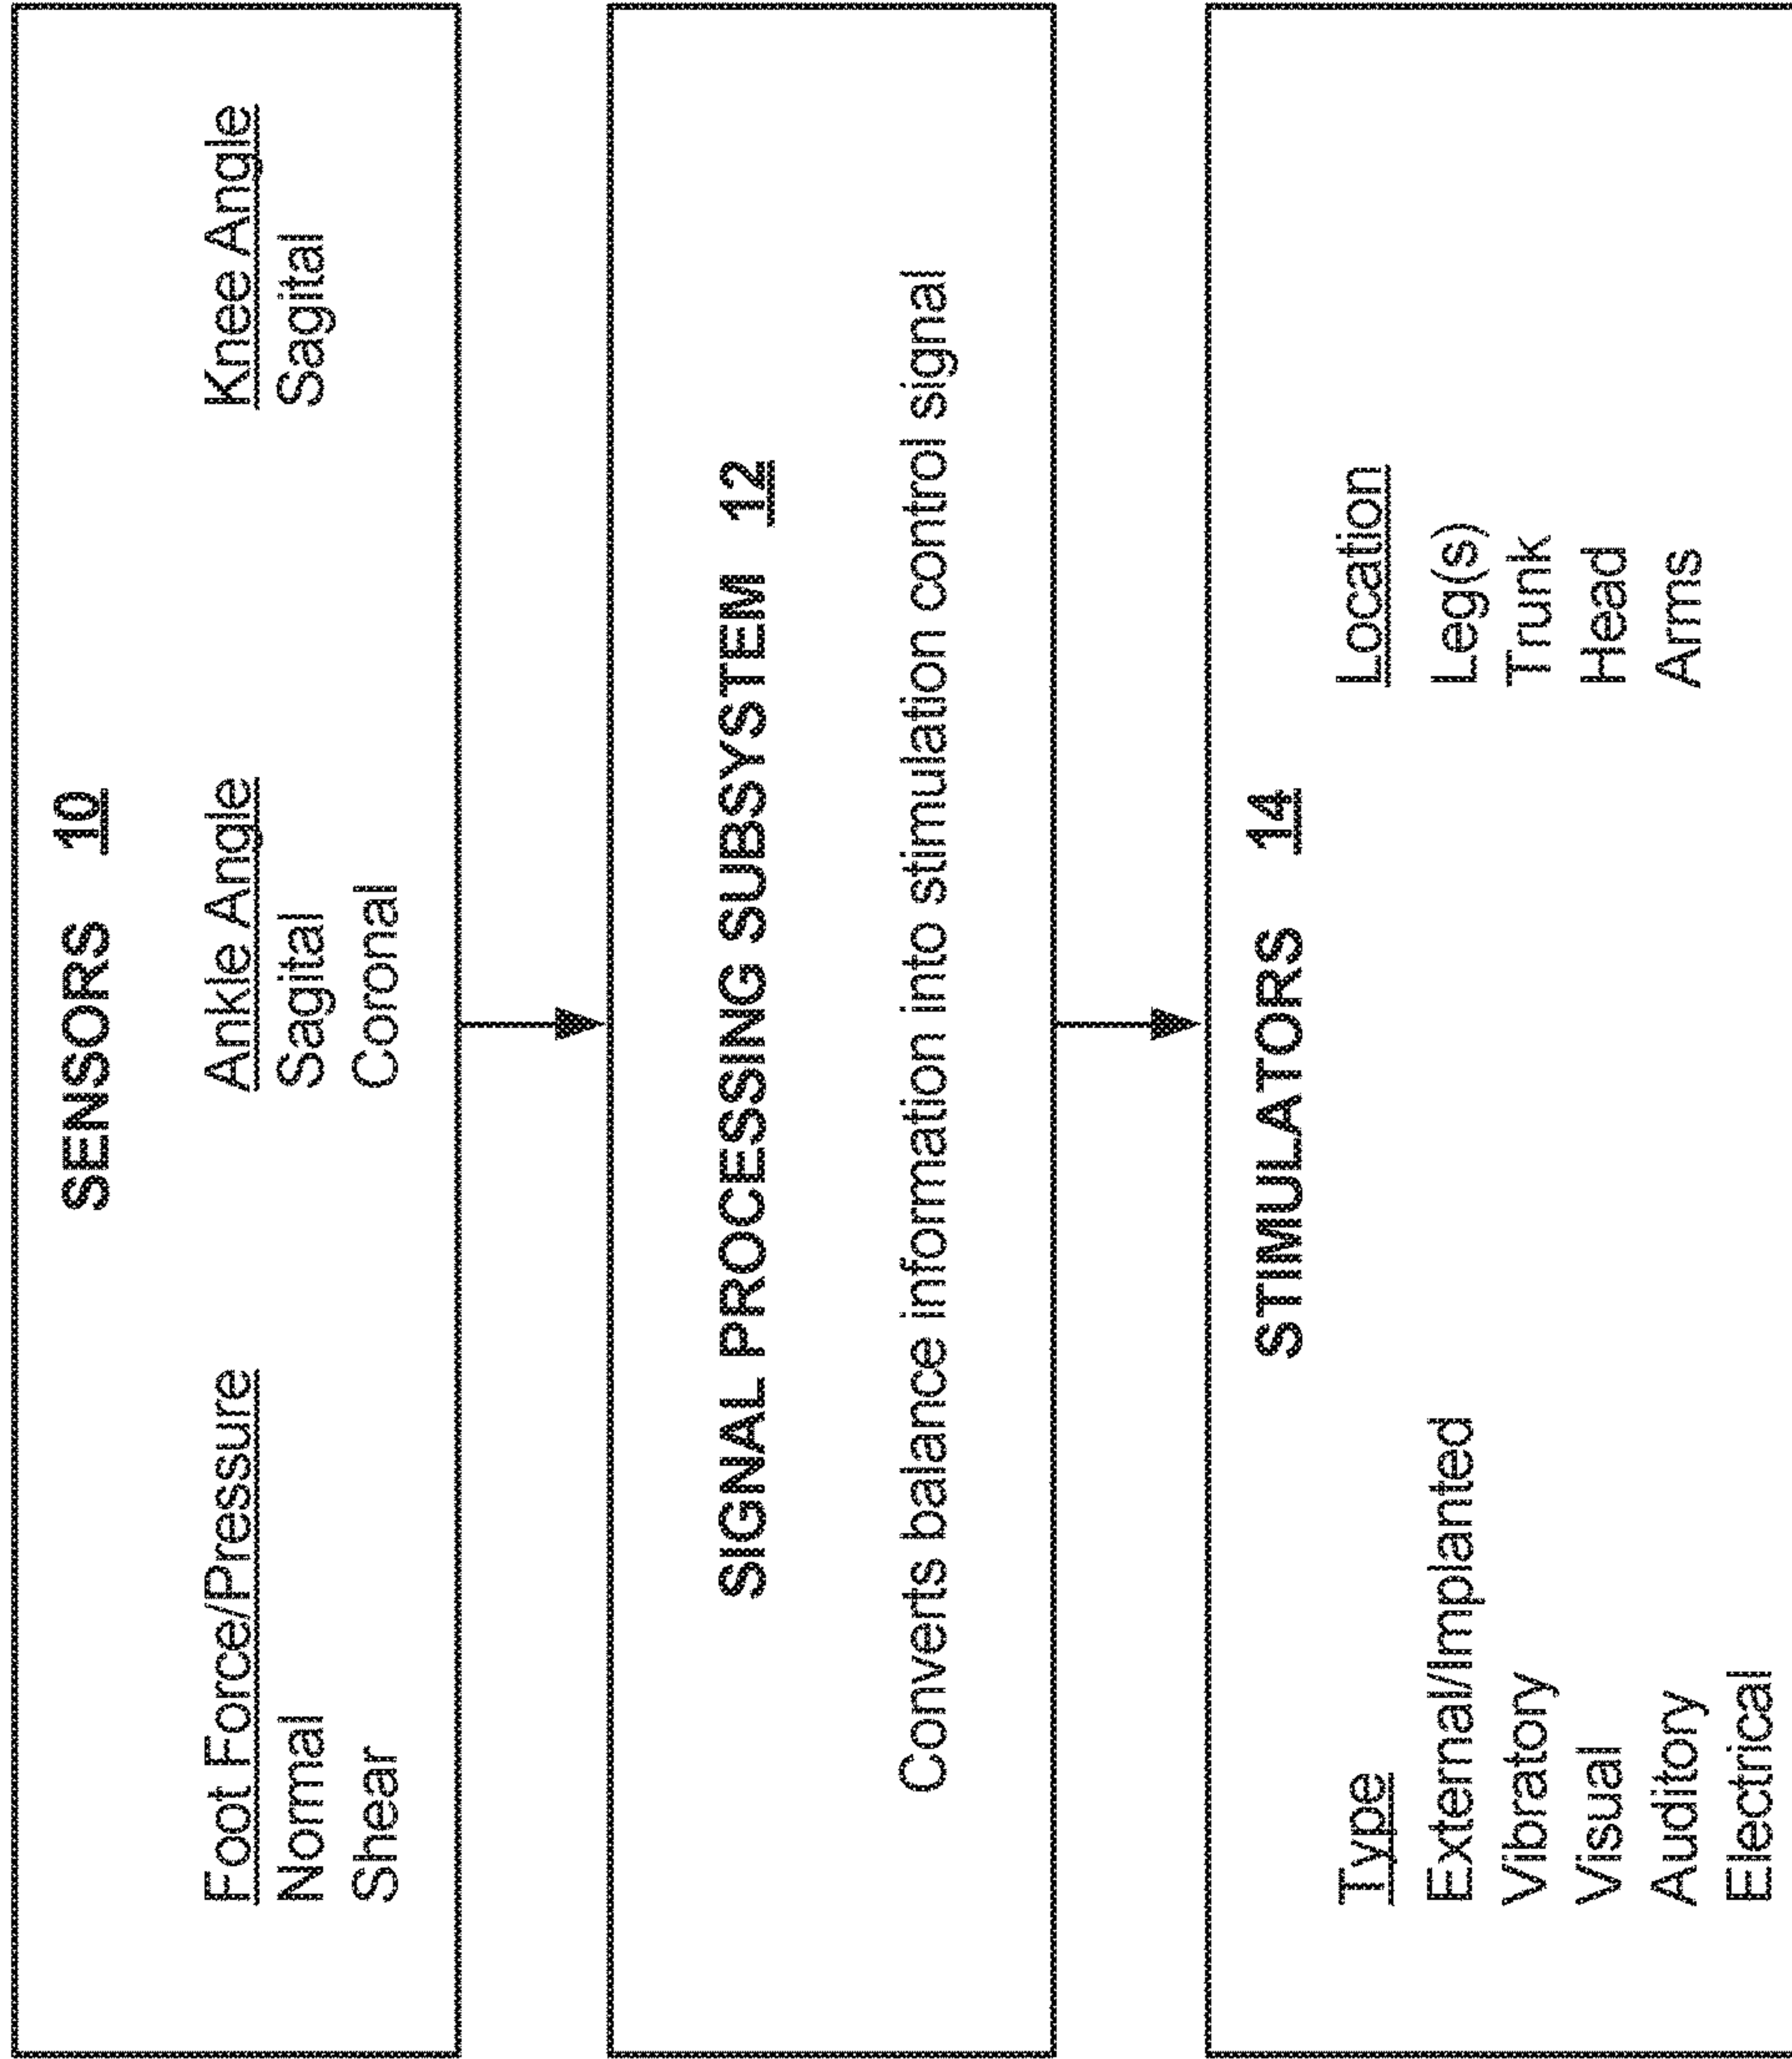 SENSORS 10
Foot Force/Pressure
Normal
Shear
Ankle Angle
Sagital
Coronal
Knee Angle
Sagital
SIGNAL PROCESSING SUBSYSTEM 12
Converts balance information into stimulation control signal
STIMULATORS 14
Type
External/Implanted
Vibratory
Visual
Auditory
Electrical
Location
Leg(s)
Trunk
Head
Arms